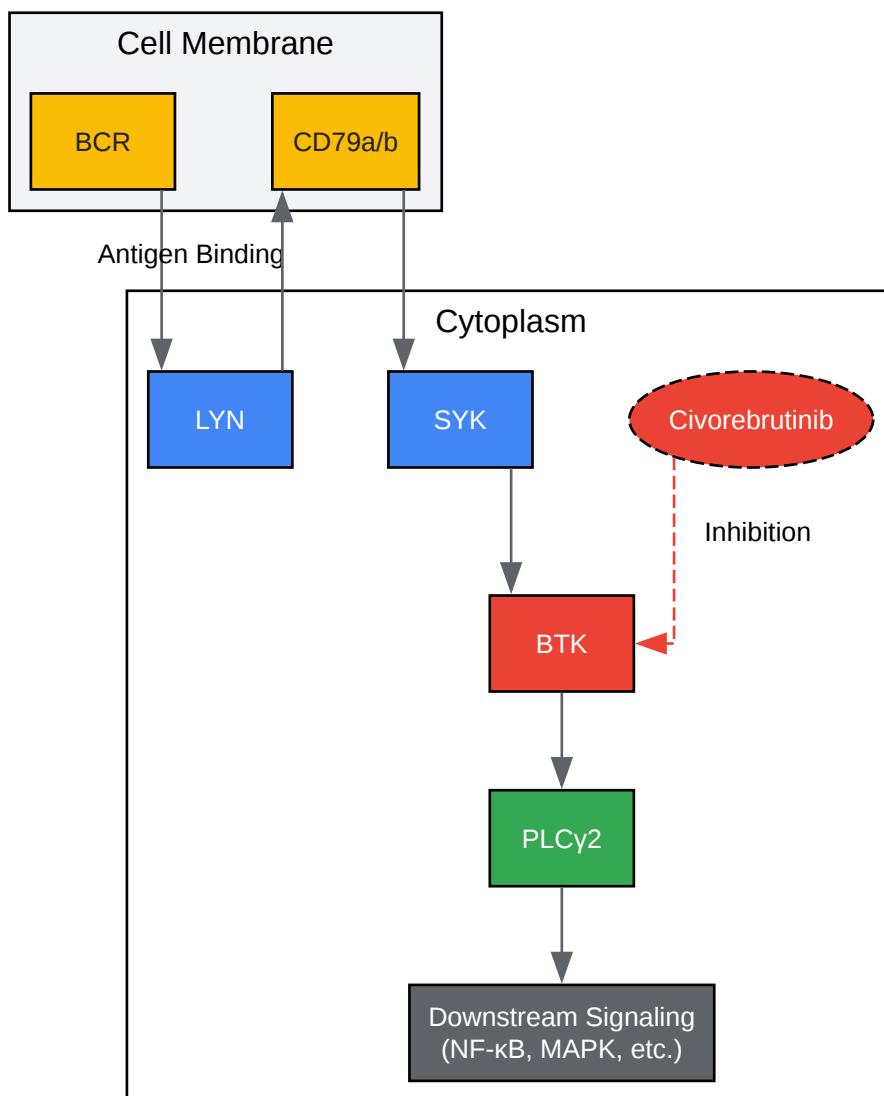 Cell Membrane
BCR
CD79a/b
Antigen Binding
Cytoplasm
LYN
SYK
Civorebrutinib
Inhibition
BTK
PLCγ2
Downstream Signaling
(NF-κB, MAPK, etc.)